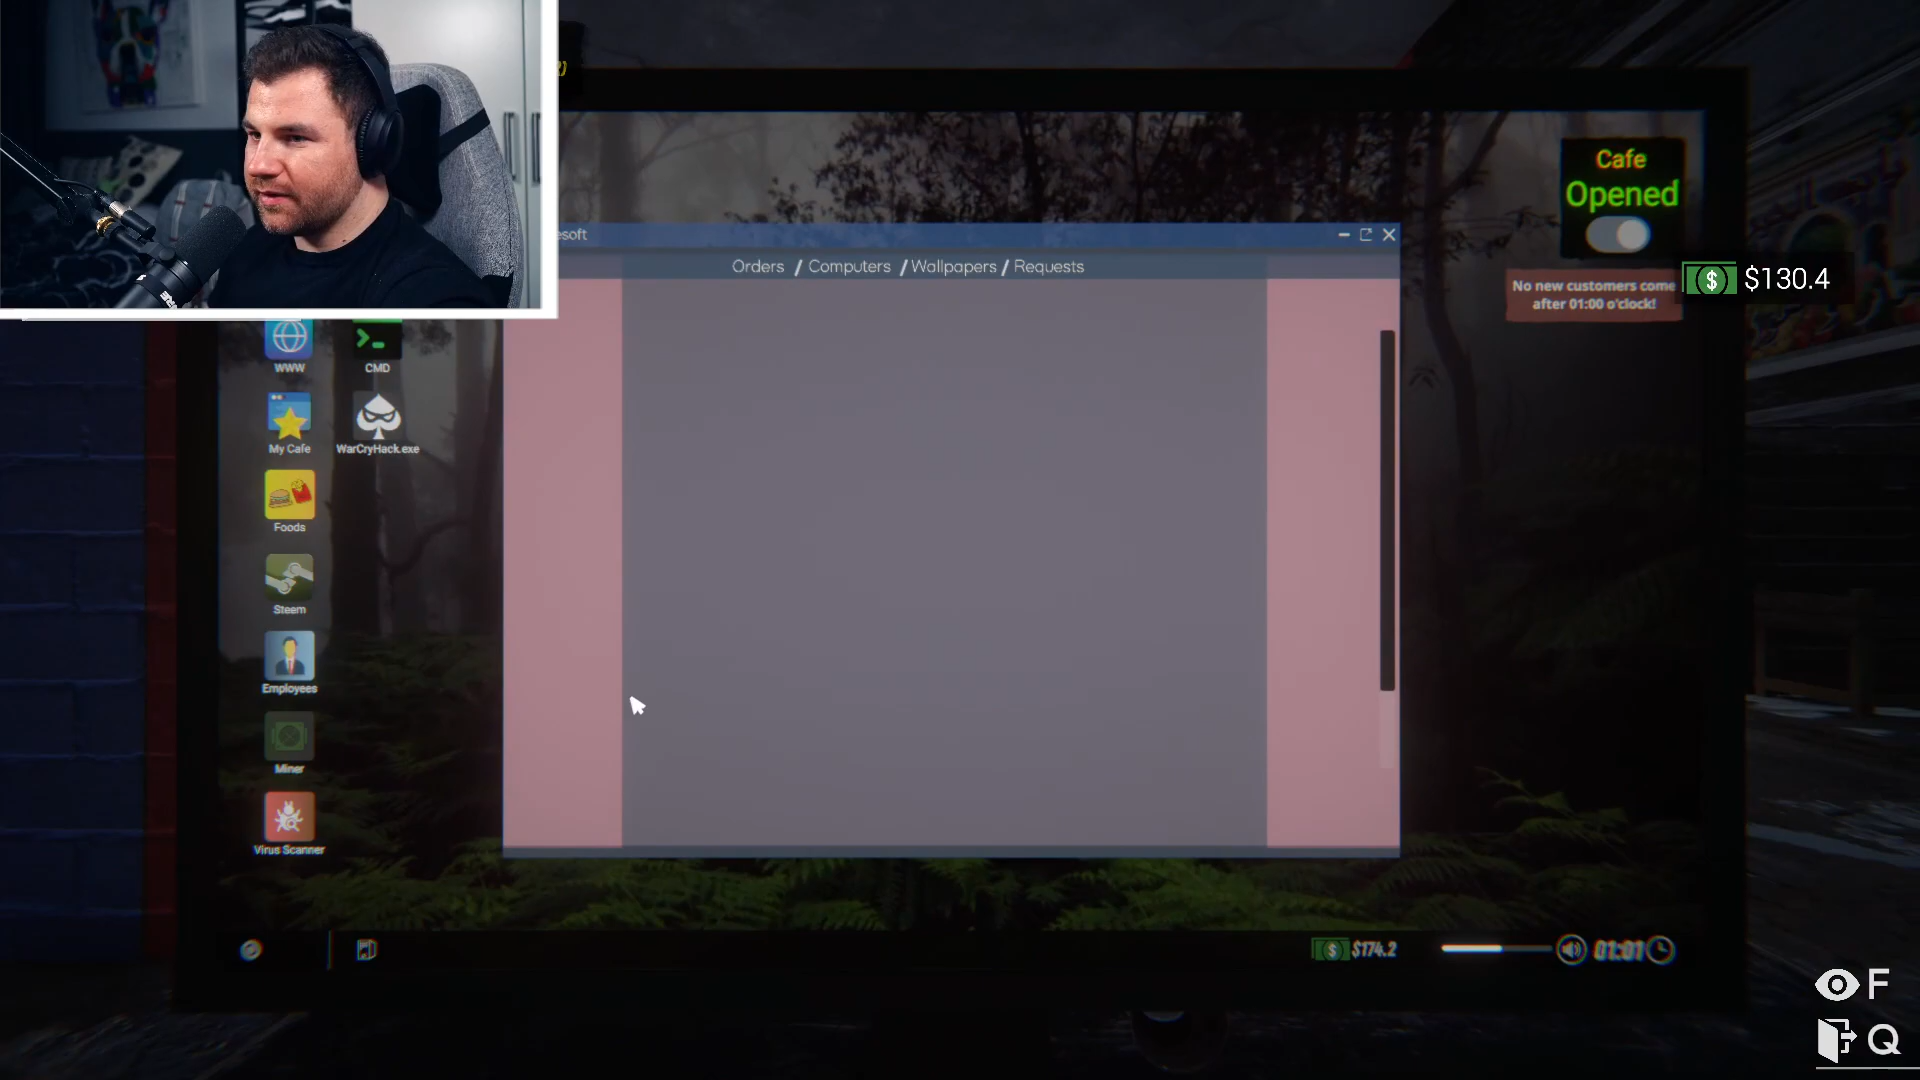 Cafe
Opened
esoft
Orders / Computers / Wallpapers / Requests
$130.4
No new customers come
after 01:00 o'clock!
WWW
CMD
My Cafe
WarCryHack.exe
Foods
Steem
Employees
Miner
Virus Scanner
$174.2
01:01
F
Q